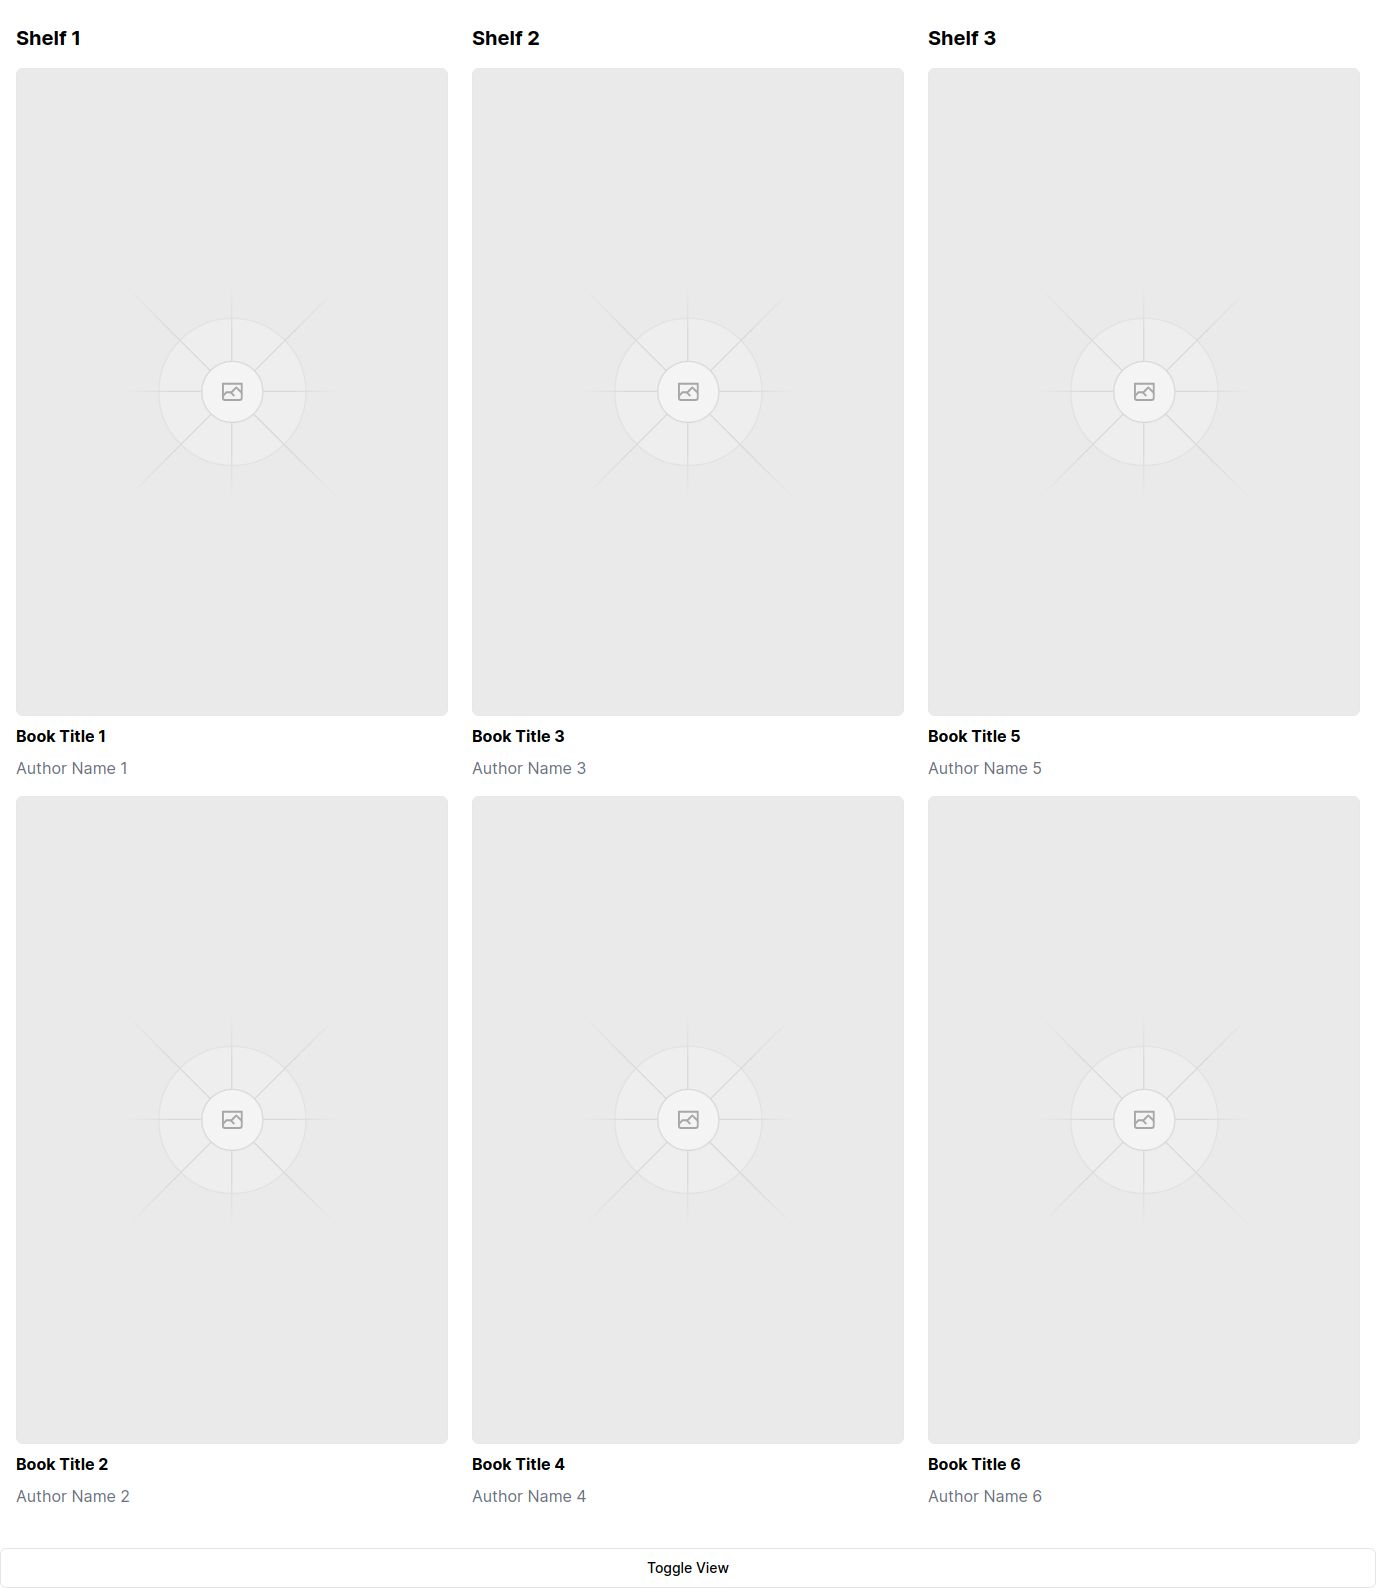 Shelf 1
Book Title 1
Author Name 1
Book Title 2
Author Name 2
Shelf 2
Book Title 3
Author Name 3
Book Title 4
Author Name 4
Shelf 3
Book Title 5
Author Name 5
Book Title 6
Author Name 6
Toggle View